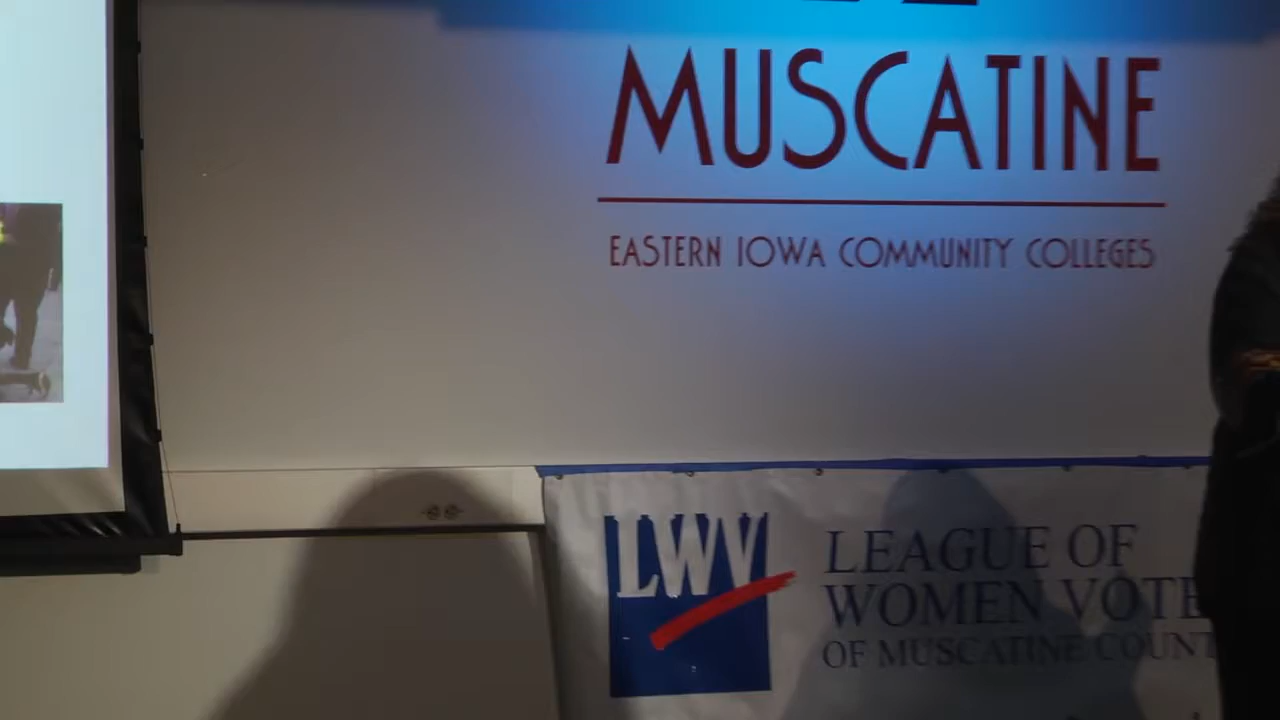 MUSCATINE
EASTERN IOWA COMMUNITY COLLEGES
LWV
LEAGUE OF
WOMEN VOTE
OF MUSCATINE COUNT